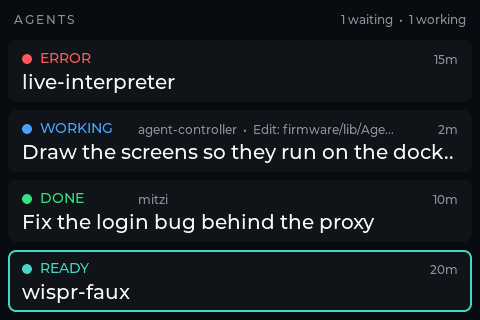 AGENTS 1 waiting • 1 working
ERROR 15m
live-interpreter
WORKING agent-controller • Edit: firmware/lib/Age... 2m
Draw the screens so they run on the dock..
DONE mitzi 10m
Fix the login bug behind the proxy
READY 20m
wispr-faux